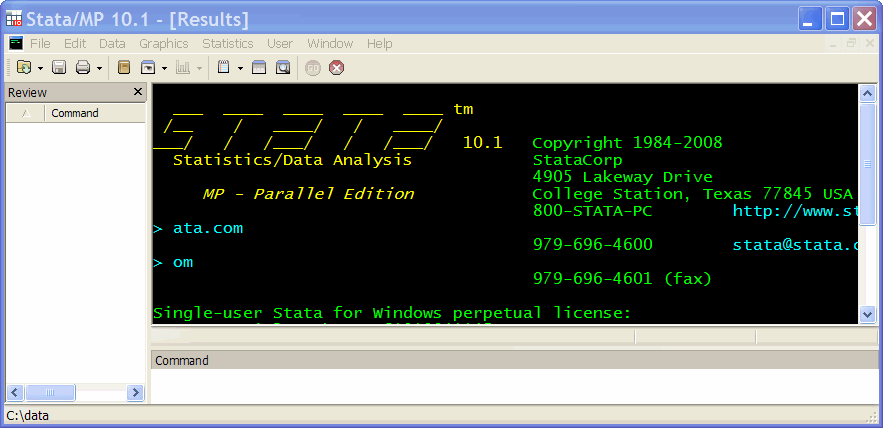 Stata/MP 10.1 - [Results]
File Edit Data Graphics Statistics User Window Help
Review
Command
tm
10.1 Copyright 1984-2008
Statistics/Data Analysis StataCorp
4905 Lakeway Drive
MP - Parallel Edition College Station, Texas 77845 USA
800-STATA-PC http://www.st
> ata.com
979-696-4600 stata@stata.c
> om
979-696-4601 (fax)
Single-user Stata for Windows perpetual license:
Command
C:\data